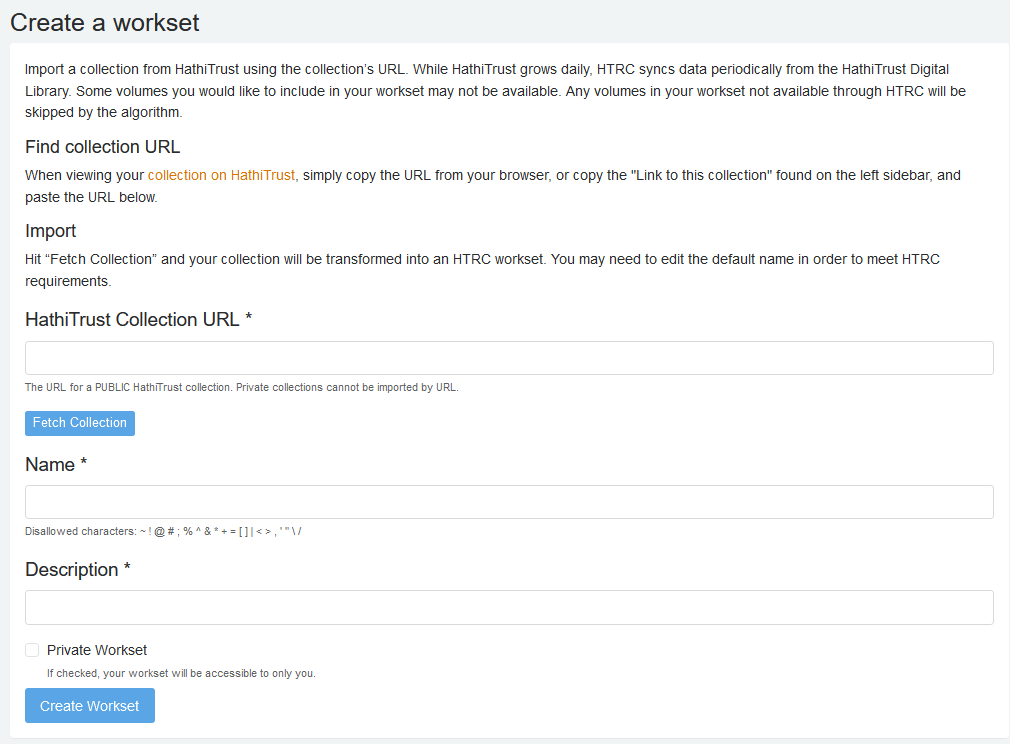 Create a workset
Import a collection from HathiTrust using the collection’s URL. While HathiTrust grows daily, HTRC syncs data periodically from the HathiTrust Digital
Library. Some volumes you would like to include in your workset may not be available. Any volumes in your workset not available through HTRC will be
skipped by the algorithm.
Find collection URL
When viewing your collection on HathiTrust, simply copy the URL from your browser, or copy the "Link to this collection" found on the left sidebar, and
paste the URL below.
Import
Hit “Fetch Collection” and your collection will be transformed into an HTRC workset. You may need to edit the default name in order to meet HTRC
requirements.
HathiTrust Collection URL *
The URL for a PUBLIC HathiTrust collection. Private collections cannot be imported by URL.
Fetch Collection
Name *
Disallowed characters: ~ ! @ # ; % ^ & * + = [ ] | < > , ' " \ /
Description *
Private Workset
If checked, your workset will be accessible to only you.
Create Workset